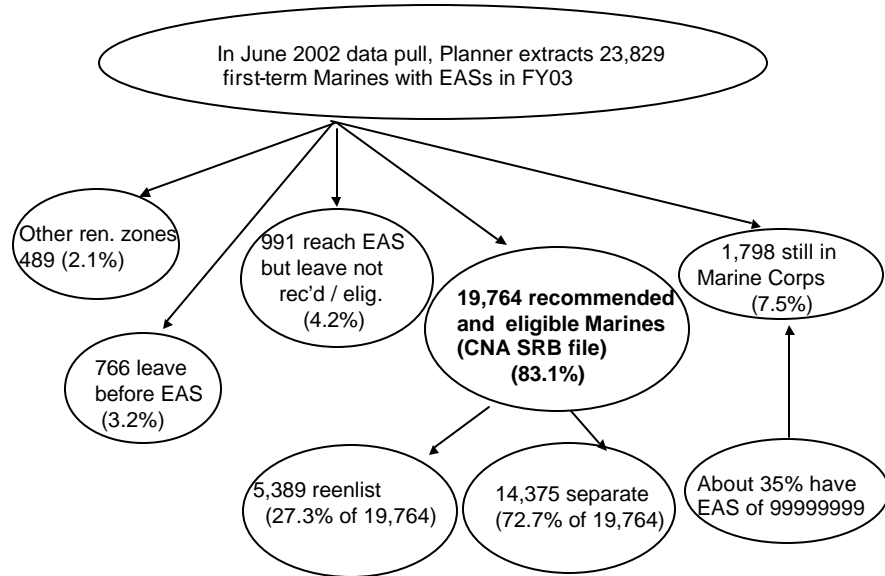 In June 2002 data pull, Planner extracts 23,829
first-term Marines with EASs in FY03
Other ren. zones
489 (2.1%)
991 reach EAS
but leave not
rec’d / elig.
(4.2%)
1,798 still in
Marine Corps
(7.5%)
19,764 recommended
and eligible Marines
(CNA SRB file)
(83.1%)
766 leave
before EAS
(3.2%)
5,389 reenlist
(27.3% of 19,764)
14,375 separate
(72.7% of 19,764)
About 35% have
EAS of 99999999